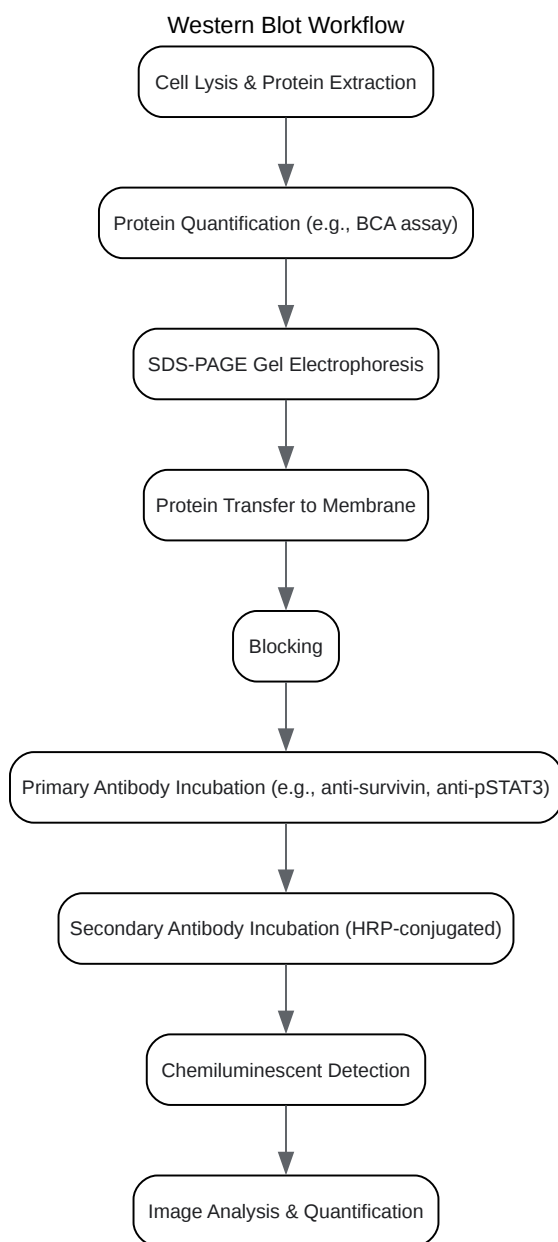 Western Blot Workflow
Cell Lysis & Protein Extraction
Protein Quantification (e.g., BCA assay)
SDS-PAGE Gel Electrophoresis
Protein Transfer to Membrane
Blocking
Primary Antibody Incubation (e.g., anti-survivin, anti-pSTAT3)
Secondary Antibody Incubation (HRP-conjugated)
Chemiluminescent Detection
Image Analysis & Quantification